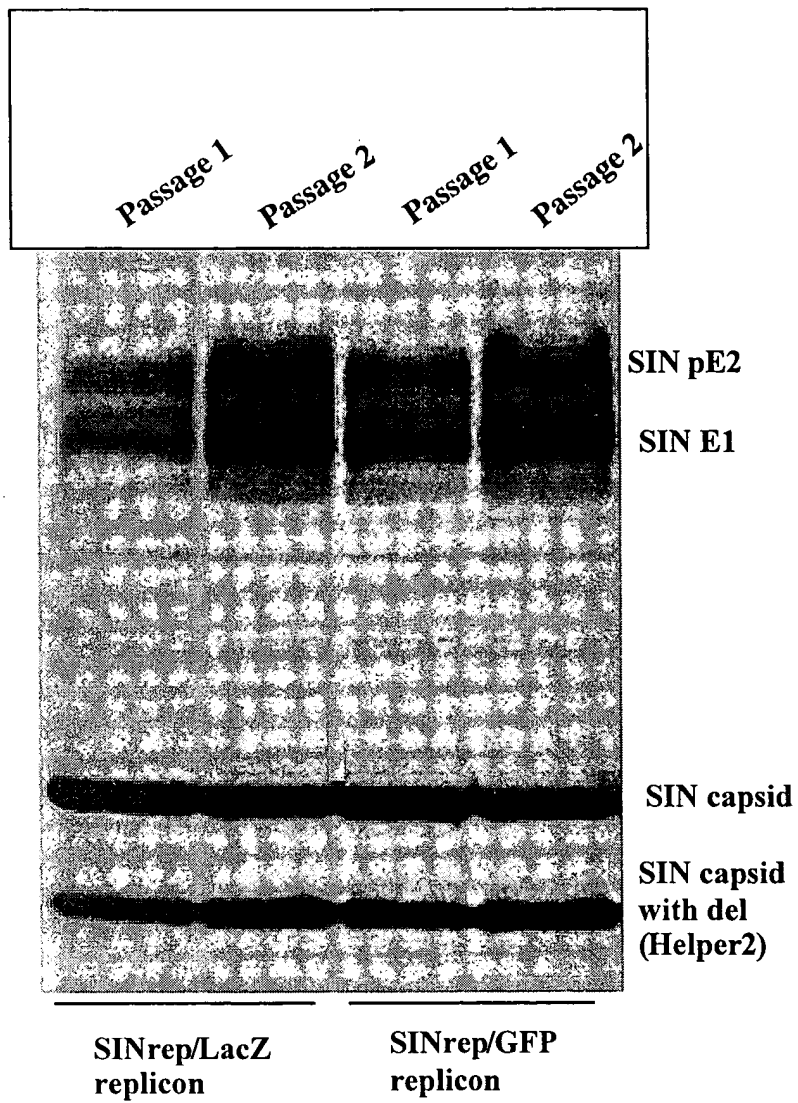 Passage 1
Passage 2
Passage 1
Passage 2
SIN pE2
SIN E1
SIN capsid
SIN capsid
with del
(Helper2)
SINrep/LacZ
replicon
SINrep/GFP
replicon